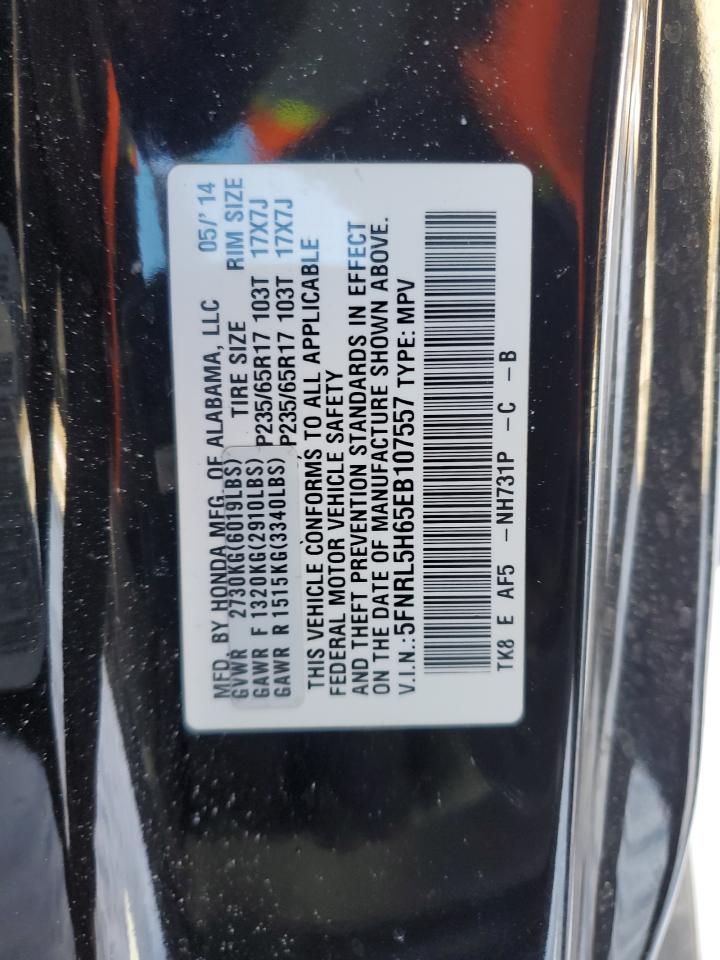 MFD. BY HONDA MFG. OF ALABAMA, LLC 05/'14
GVWR 2730KG(6019LBS) TIRE SIZE RIM SIZE
GAWR F 1320KG(2910LBS) P235/65R17 103T 17X7J
GAWR R 1515KG(3340LBS) P235/65R17 103T 17X7J
THIS VEHICLE CONFORMS TO ALL APPLICABLE
FEDERAL MOTOR VEHICLE SAFETY
AND THEFT PREVENTION STANDARDS IN EFFECT
ON THE DATE OF MANUFACTURE SHOWN ABOVE.
V.I.N.: 5FNRL5H65EB107557 TYPE: MPV
TK8 E AF5 -NH731P -C -B